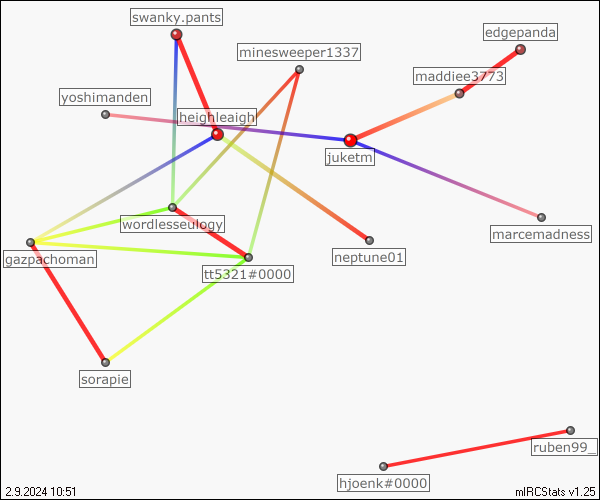 swanky.pants
edgepanda
minesweeper1337
maddiee3773
yoshimanden
heighleaigh
juketm
wordlesseulogy
marcemadness
gazpachoman
neptune01
tt5321#0000
sorapie
ruben99_
hjoenk#0000
2.9.2024 10:51
mIRCStats v1.25